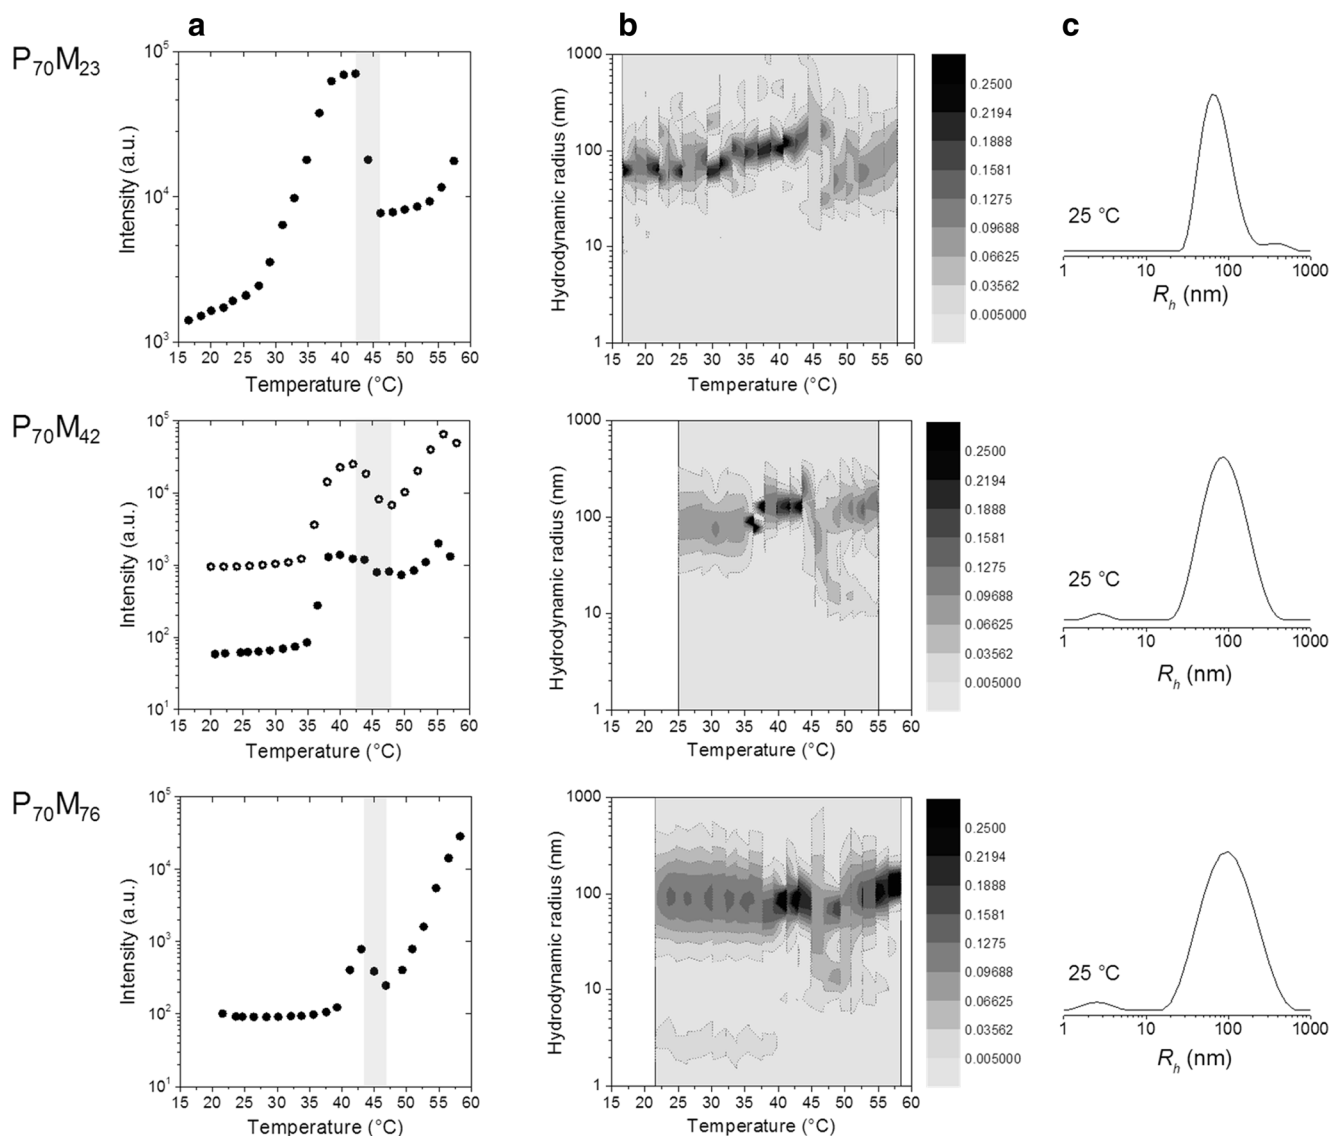 a
b
c
P70M23
10^5
10^4
10^3
Intensity (a.u.)
15 20 25 30 35 40 45 50 55 60
Temperature (°C)
1000
100
10
1
Hydrodynamic radius (nm)
15 20 25 30 35 40 45 50 55 60
Temperature (°C)
0.2500
0.2194
0.1888
0.1581
0.1275
0.09688
0.06625
0.03562
0.005000
25 °C
1 10 100 1000
Rh (nm)
P70M42
10^5
10^4
10^3
10^2
10^1
Intensity (a.u.)
15 20 25 30 35 40 45 50 55 60
Temperature (°C)
1000
100
10
1
Hydrodynamic radius (nm)
15 20 25 30 35 40 45 50 55 60
Temperature (°C)
0.2500
0.2194
0.1888
0.1581
0.1275
0.09688
0.06625
0.03562
0.005000
25 °C
1 10 100 1000
Rh (nm)
P70M76
10^5
10^4
10^3
10^2
10^1
Intensity (a.u.)
15 20 25 30 35 40 45 50 55 60
Temperature (°C)
1000
100
10
1
Hydrodynamic radius (nm)
15 20 25 30 35 40 45 50 55 60
Temperature (°C)
0.2500
0.2194
0.1888
0.1581
0.1275
0.09688
0.06625
0.03562
0.005000
25 °C
1 10 100 1000
Rh (nm)